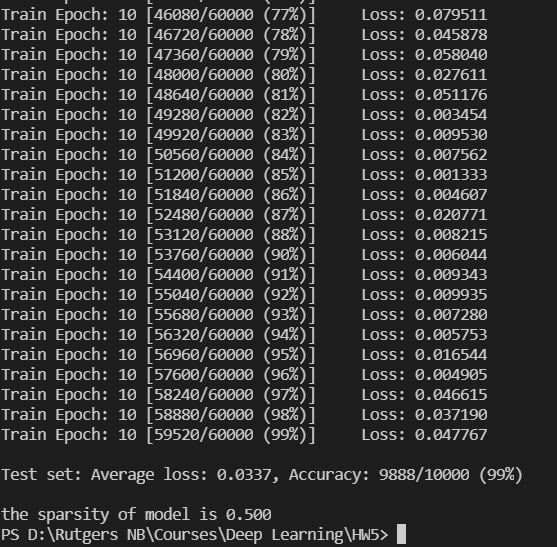 Train Epoch: 10 [46080/60000 (77%)] Loss: 0.079511
Train Epoch: 10 [46720/60000 (78%)] Loss: 0.045878
Train Epoch: 10 [47360/60000 (79%)] Loss: 0.058040
Train Epoch: 10 [48000/60000 (80%)] Loss: 0.027611
Train Epoch: 10 [48640/60000 (81%)] Loss: 0.051176
Train Epoch: 10 [49280/60000 (82%)] Loss: 0.003454
Train Epoch: 10 [49920/60000 (83%)] Loss: 0.009530
Train Epoch: 10 [50560/60000 (84%)] Loss: 0.007562
Train Epoch: 10 [51200/60000 (85%)] Loss: 0.001333
Train Epoch: 10 [51840/60000 (86%)] Loss: 0.004607
Train Epoch: 10 [52480/60000 (87%)] Loss: 0.020771
Train Epoch: 10 [53120/60000 (88%)] Loss: 0.008215
Train Epoch: 10 [53760/60000 (90%)] Loss: 0.006044
Train Epoch: 10 [54400/60000 (91%)] Loss: 0.009343
Train Epoch: 10 [55040/60000 (92%)] Loss: 0.009935
Train Epoch: 10 [55680/60000 (93%)] Loss: 0.007280
Train Epoch: 10 [56320/60000 (94%)] Loss: 0.005753
Train Epoch: 10 [56960/60000 (95%)] Loss: 0.016544
Train Epoch: 10 [57600/60000 (96%)] Loss: 0.004905
Train Epoch: 10 [58240/60000 (97%)] Loss: 0.046615
Train Epoch: 10 [58880/60000 (98%)] Loss: 0.037190
Train Epoch: 10 [59520/60000 (99%)] Loss: 0.047767
Test set: Average loss: 0.0337, Accuracy: 9888/10000 (99%)
the sparsity of model is 0.500
PS D:\Rutgers NB\Courses\Deep Learning\HW5>